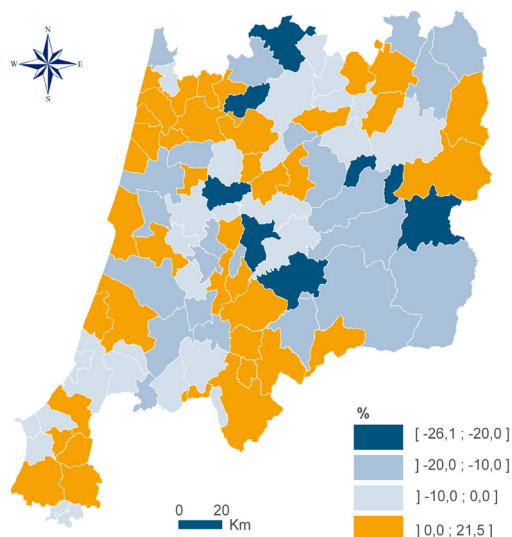 N
W E
S
%
[ -26,1 ; -20,0 ]
] -20,0 ; -10,0 ]
] -10,0 ; 0,0 ]
] 0,0 ; 21,5 ]
0 20
Km